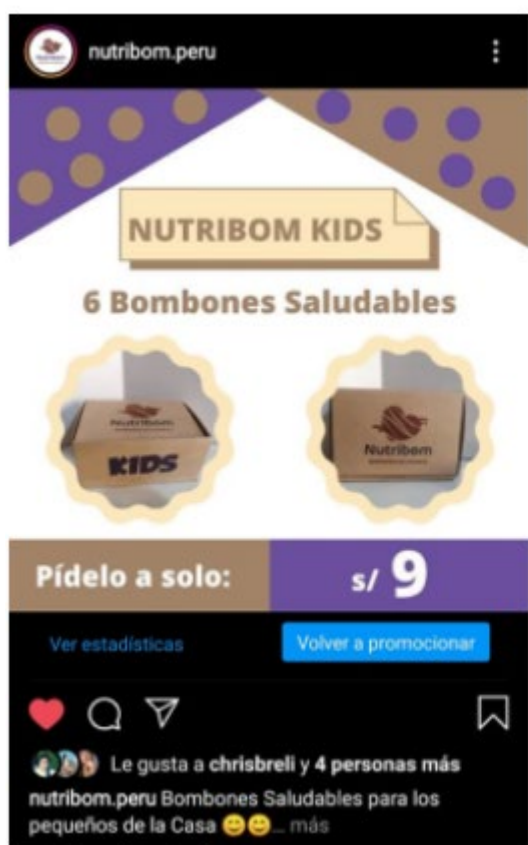 nutribom.peru
NUTRIBOM KIDS
6 Bombones Saludables
Nutribom
KIDS
Nutribom
Pídelo a solo:
s/ 9
Ver estadísticas
Volver a promocionar
Le gusta a chrisbreli y 4 personas más
nutribom.peru Bombones Saludables para los
pequeños de la Casa 😊😊... más